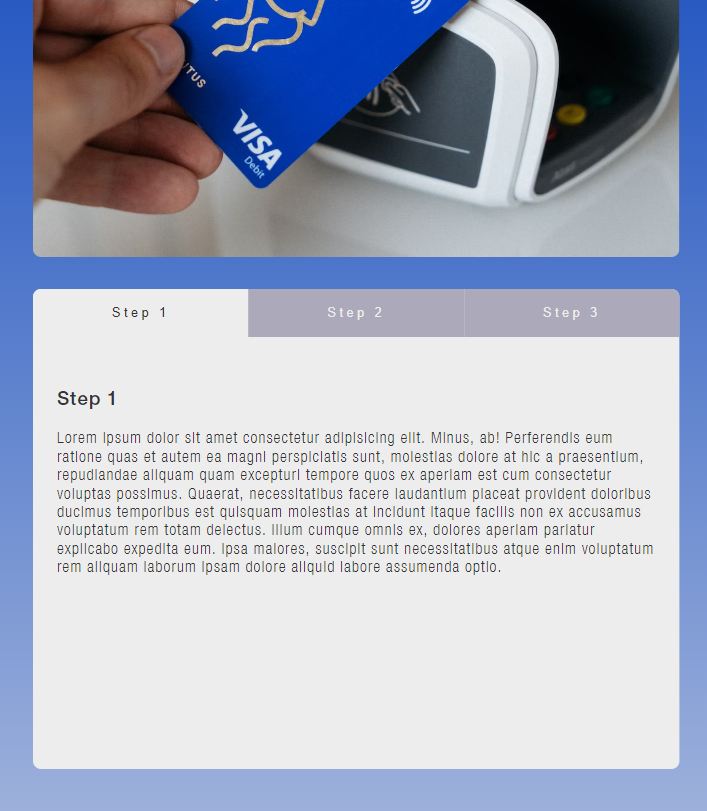 VISA
Debit
Step 1
Step 2
Step 3
Step 1
Lorem ipsum dolor sit amet consectetur adipisicing elit. Minus, ab! Perferendis eum
ratione quas et autem ea magni perspiciatis sunt, molestias dolore at hic a praesentium,
repudiandae aliquam quam excepturi tempore quos ex aperiam est cum consectetur
voluptas possimus. Quaerat, necessitatibus facere laudantium placeat provident doloribus
ducimus temporibus est quisquam molestias at incidunt itaque facilis non ex accusamus
voluptatum rem totam delectus. Illum cumque omnis ex, dolores aperiam pariatur
explicabo expedita eum. Ipsa maiores, suscipit sunt necessitatibus atque enim voluptatum
rem aliquam laborum ipsam dolore aliquid labore assumenda optio.